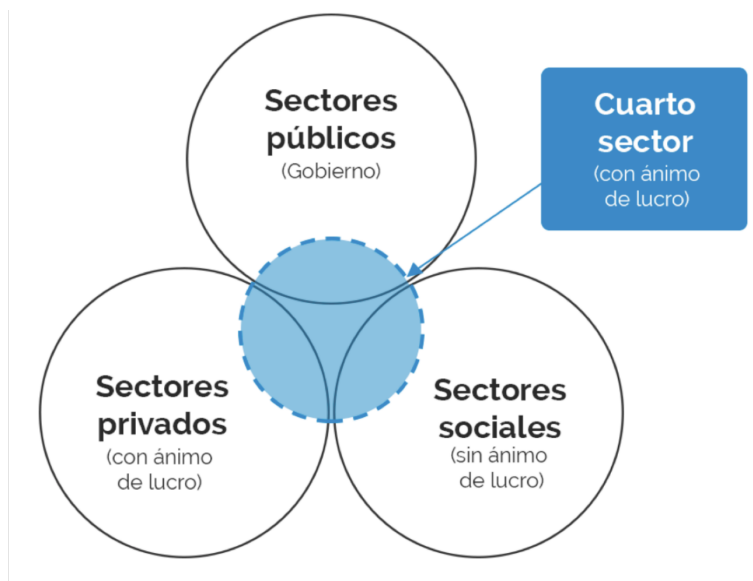 Sectores
públicos
(Gobierno)
Cuarto
sector
(con ánimo
de lucro)
Sectores
privados
(con ánimo
de lucro)
Sectores
sociales
(sin ánimo
de lucro)